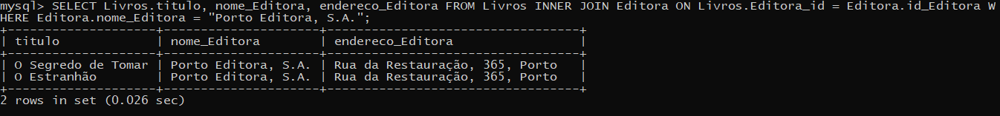 mysql> SELECT Livros.titulo, nome_Editora, endereco_Editora FROM Livros INNER JOIN Editora ON Livros.Editora_id = Editora.id_Editora W
HERE Editora.nome_Editora = "Porto Editora, S.A.";
+--------------------+---------------------+----------------------------------+
| titulo             | nome_Editora        | endereco_Editora                 |
+--------------------+---------------------+----------------------------------+
| O Segredo de Tomar | Porto Editora, S.A. | Rua da Restauração, 365, Porto   |
| O Estranhão        | Porto Editora, S.A. | Rua da Restauração, 365, Porto   |
+--------------------+---------------------+----------------------------------+
2 rows in set (0.026 sec)